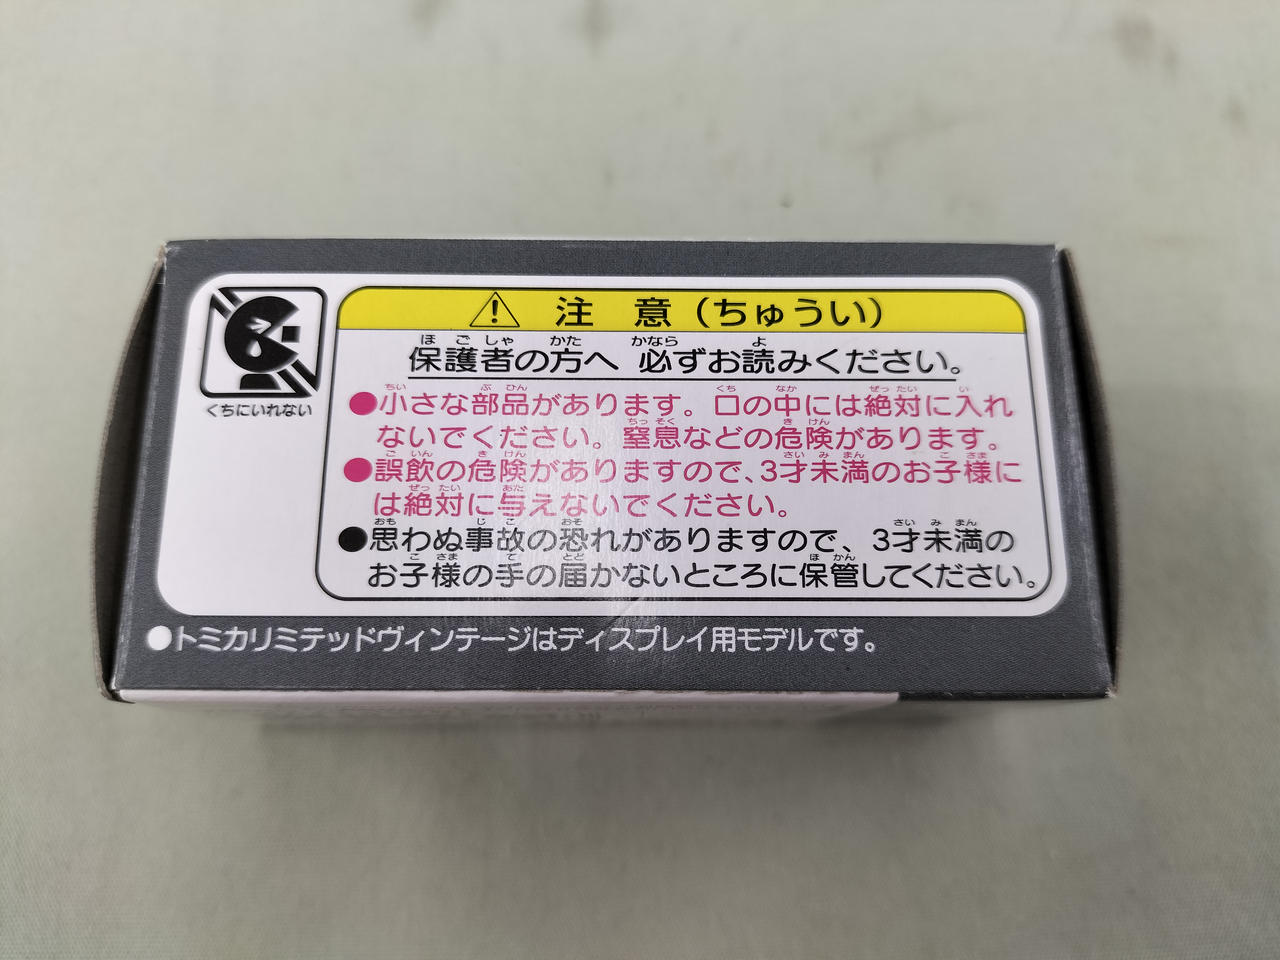 注 意(ちゅうい)
保護者の方へ 必ずお読みください。
くちにいれない
●小さな部品があります。口の中には絶対に入れ
ないでください。窒息などの危険があります。
●誤飲の危険がありますので、3才未満のお子様に
は絶対に与えないでください。
●思わぬ事故の恐れがありますので、3才未満の
お子様の手の届かないところに保管してください。
●トミカリミテッドヴィンテージはディスプレイ用モデルです。